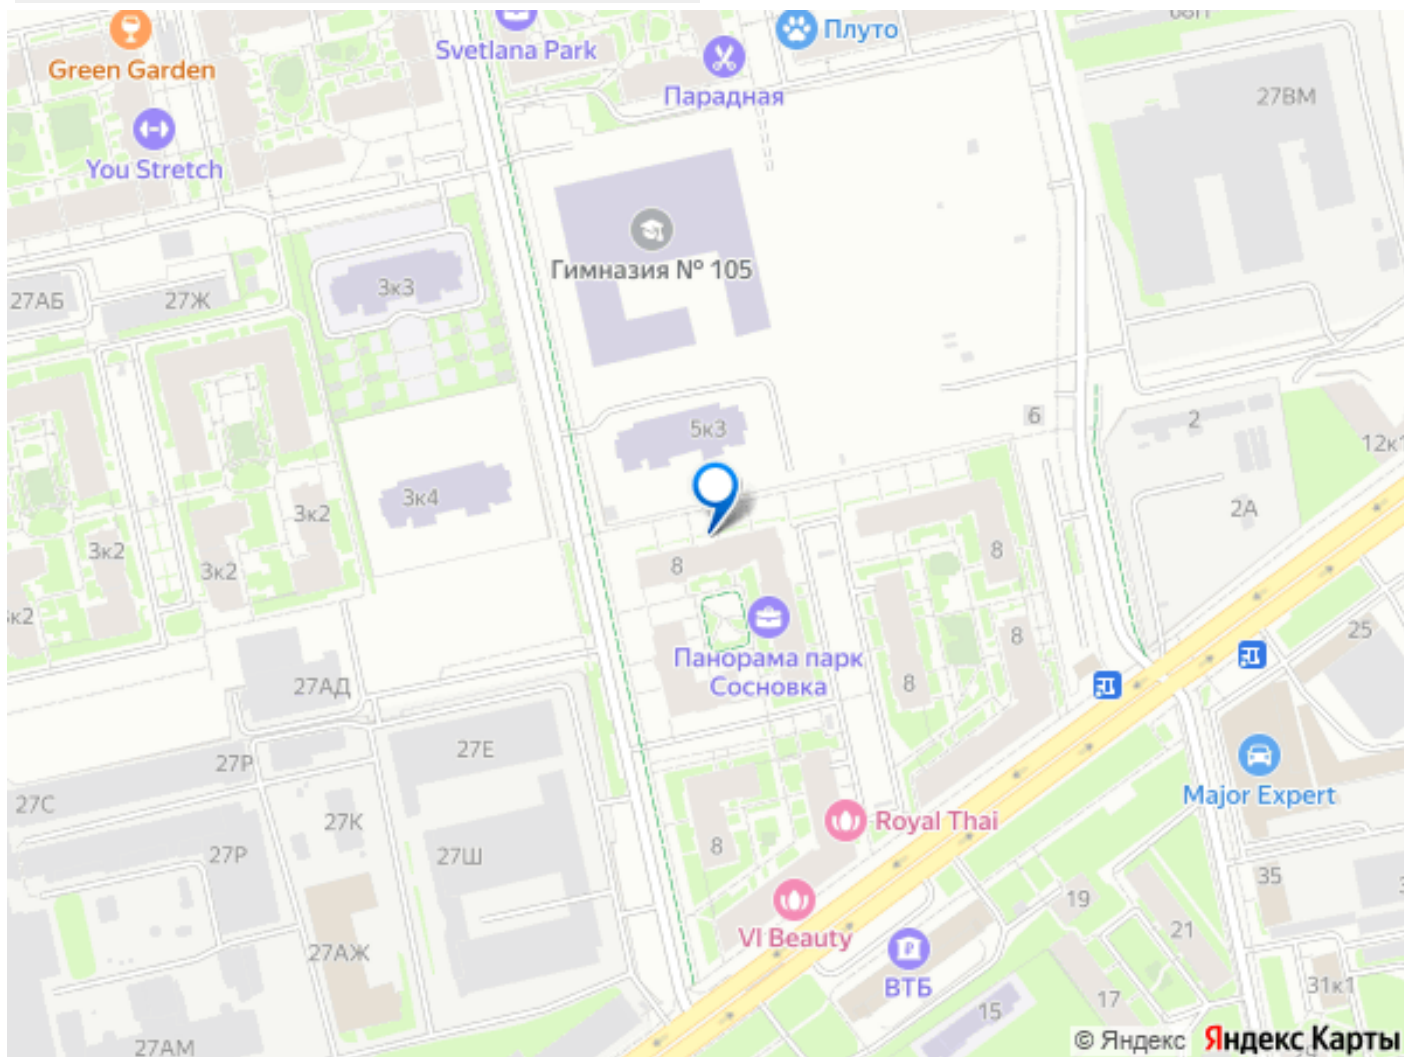 Svetlana Park
Плуто
Green Garden
Парадная
27ВМ
You Stretch
Гимназия № 105
3к3
27АБ
27Ж
6
2
5к3
12к1
3к4
3к2
2А
3к2
3к2
8
8
к2
8
25
Панорама парк
Сосновка
27АД
8
27Е
27Р
Major Expert
27С
27К
Royal Thai
8
27Р
27Ш
35
19
VI Beauty
21
27АЖ
ВТБ
31к1
17
15
27АМ
© Яндекс Яндекс Карты